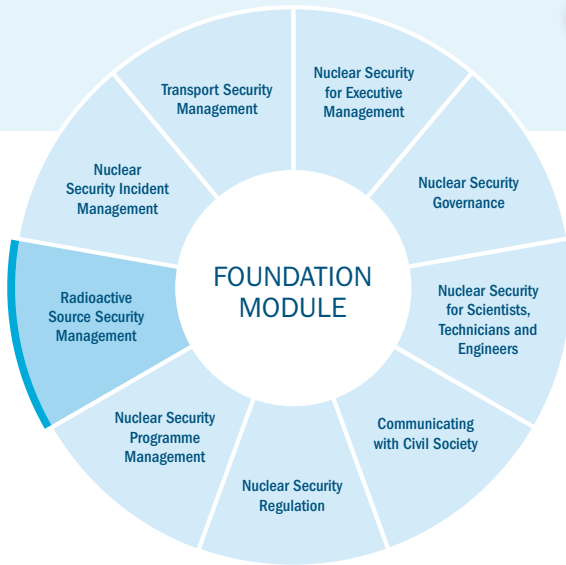 Transport Security
Management
Nuclear Security
for Executive
Management
Nuclear Security
Governance
Nuclear Security
for Scientists,
Technicians and
Engineers
Communicating
with Civil Society
Nuclear Security
Regulation
Nuclear Security
Programme
Management
Radioactive
Source Security
Management
Nuclear
Security Incident
Management
FOUNDATION
MODULE